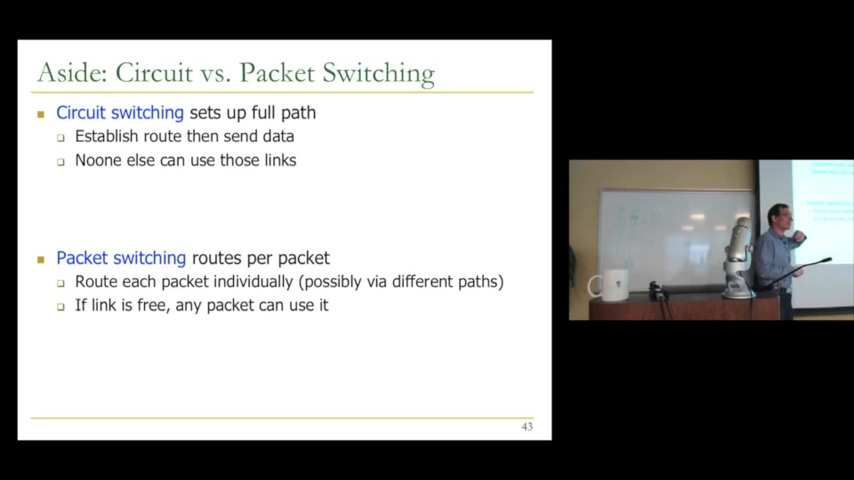 Aside: Circuit vs. Packet Switching
Circuit switching sets up full path
Establish route then send data
Noone else can use those links
Packet switching routes per packet
Route each packet individually (possibly via different paths)
If link is free, any packet can use it
43